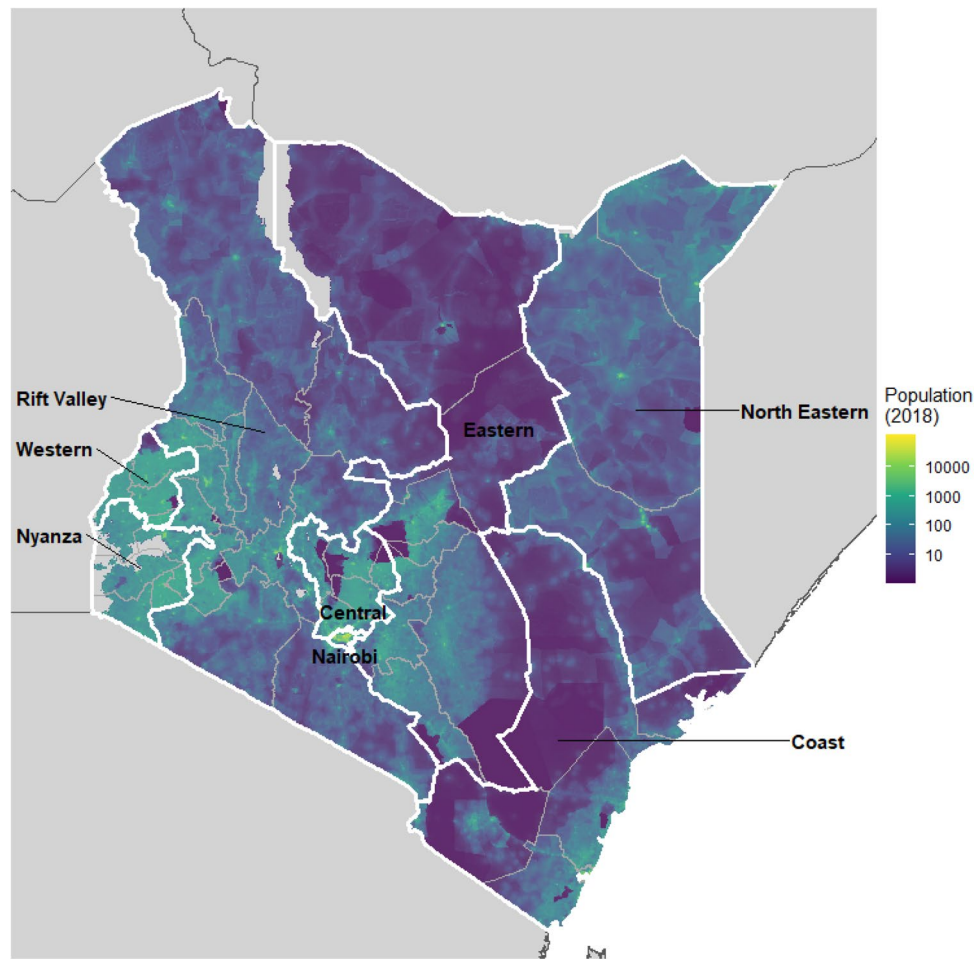 Rift Valley
Western
Nyanza
Central
Nairobi
Eastern
North Eastern
Coast
Population
(2018)
10000
1000
100
10